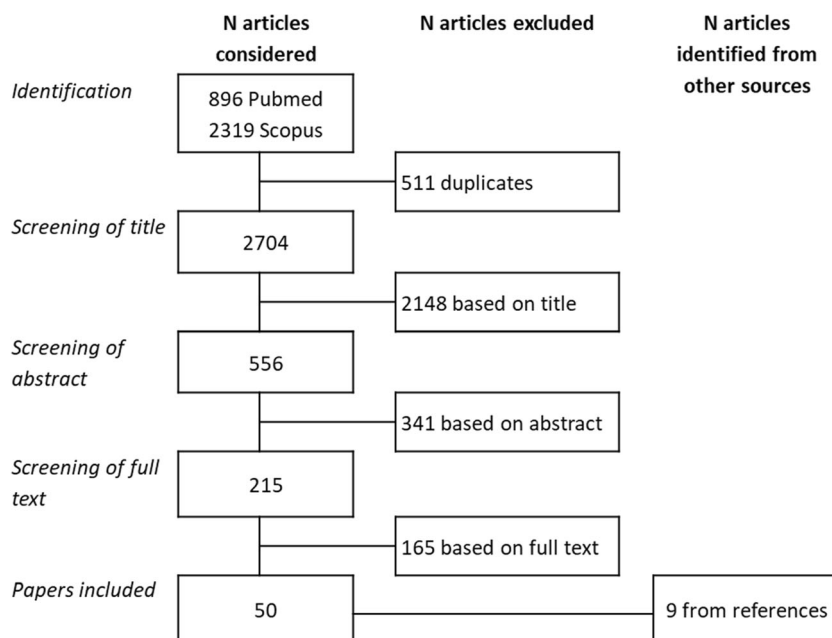 N articles
considered
N articles excluded
N articles
identified from
other sources
Identification
896 Pubmed
2319 Scopus
511 duplicates
Screening of title
2704
2148 based on title
Screening of
abstract
556
341 based on abstract
Screening of full
text
215
165 based on full text
Papers included
50
9 from references